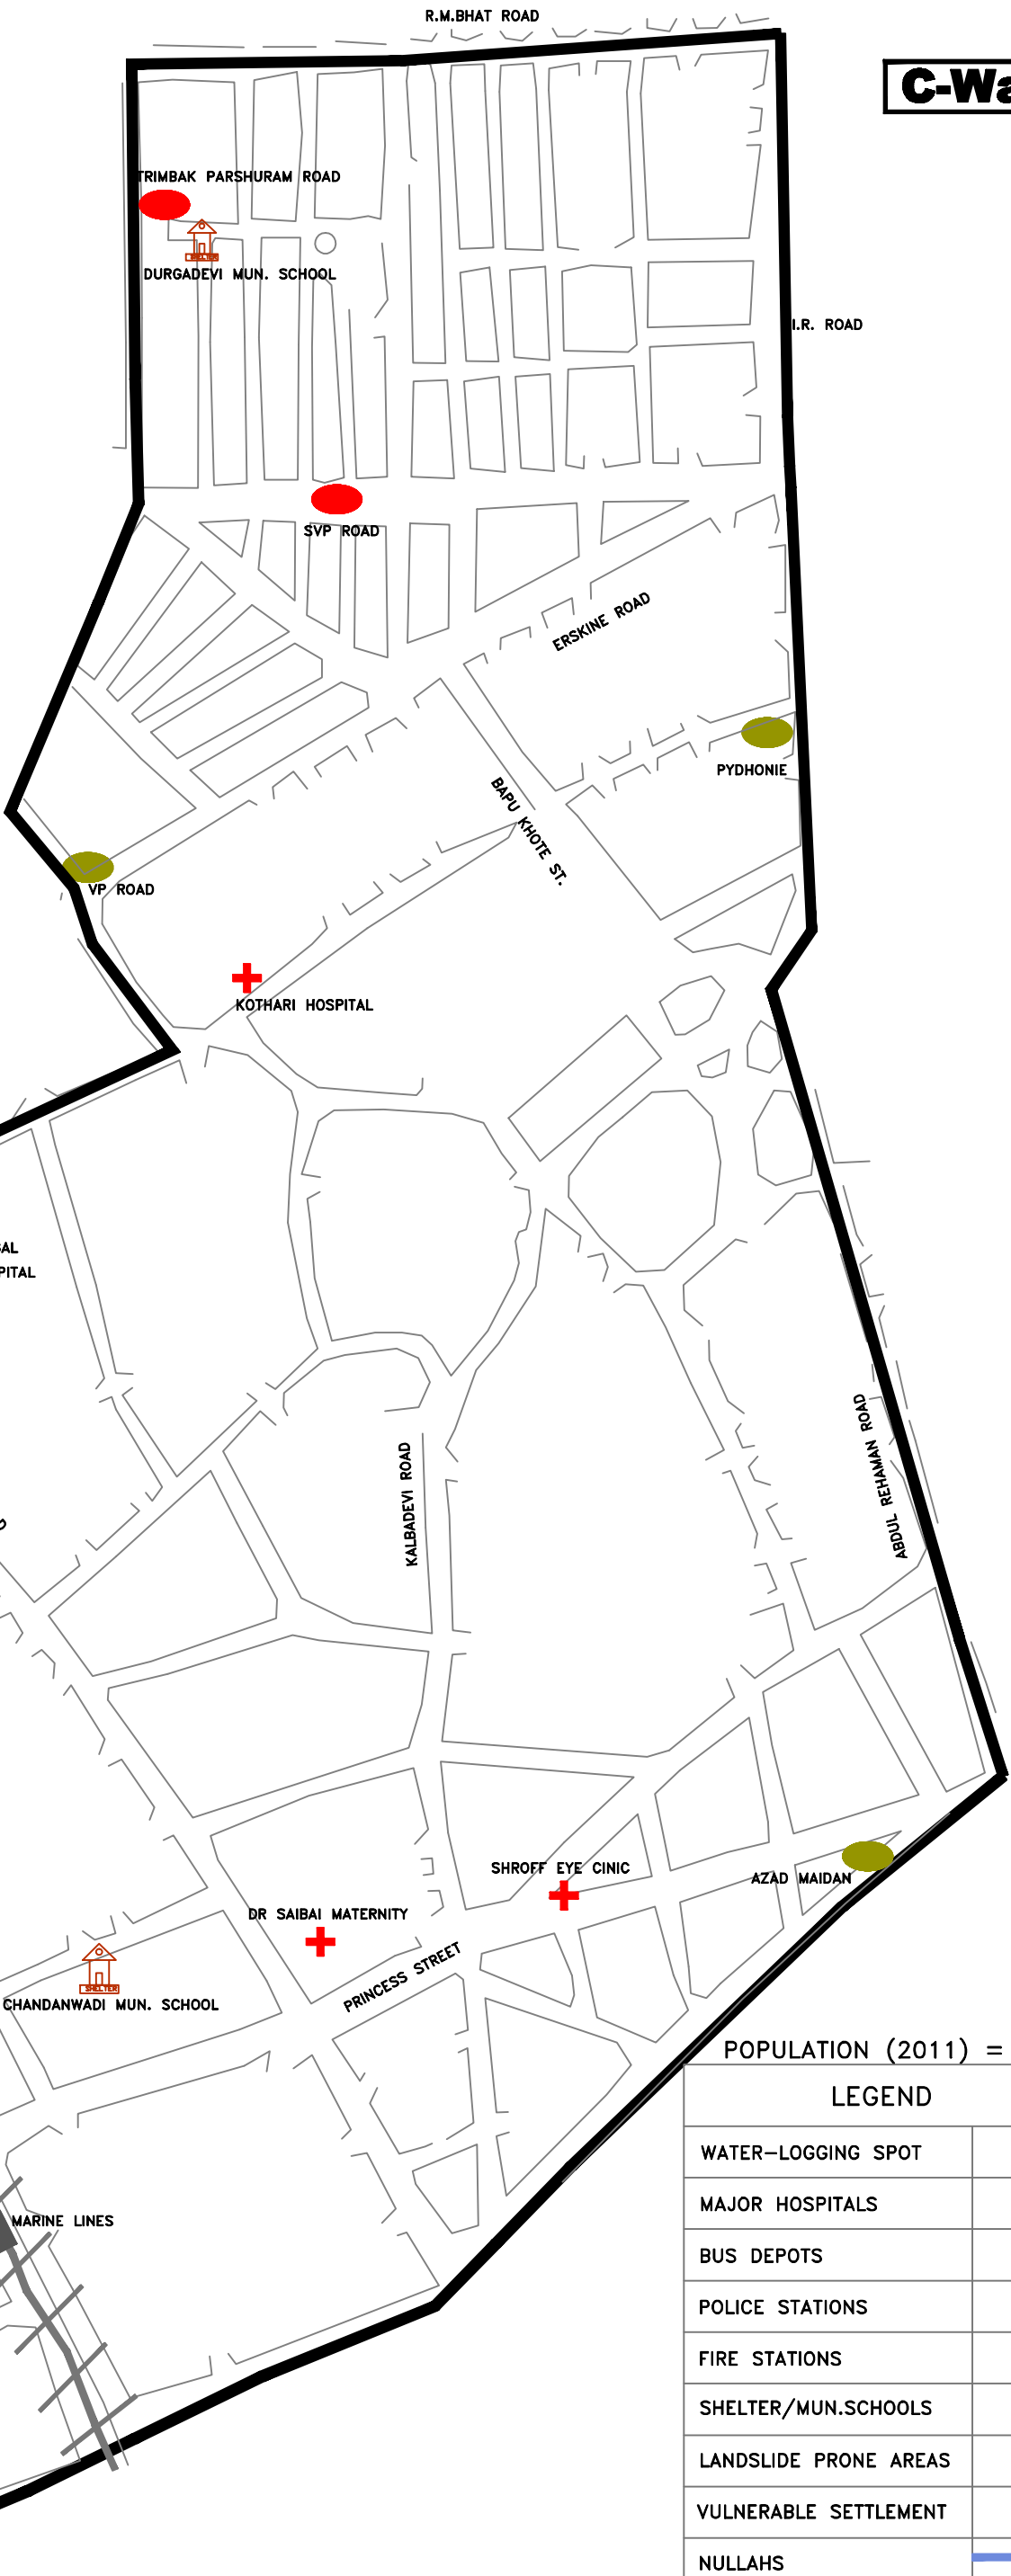 R.M.BHAT ROAD
C-Wa
TRIMBAK PARSHURAM ROAD
SHELTER
DURGADEVI MUN. SCHOOL
I.R. ROAD
SVP ROAD
ERSKINE ROAD
PYDHONIE
BAPU KHOTE ST.
VP ROAD
KOTHARI HOSPITAL
AL
PITAL
ABDUL REHAMAN ROAD
KALBADEVI ROAD
SHROFF EYE CINIC
AZAD MAIDAN
DR SAIBAI MATERNITY
PRINCESS STREET
SHELTER
CHANDANWADI MUN. SCHOOL
POPULATION (2011) =
LEGEND
WATER-LOGGING SPOT
MAJOR HOSPITALS
MARINE LINES
BUS DEPOTS
POLICE STATIONS
FIRE STATIONS
SHELTER/MUN.SCHOOLS
LANDSLIDE PRONE AREAS
VULNERABLE SETTLEMENT
NULLAHS